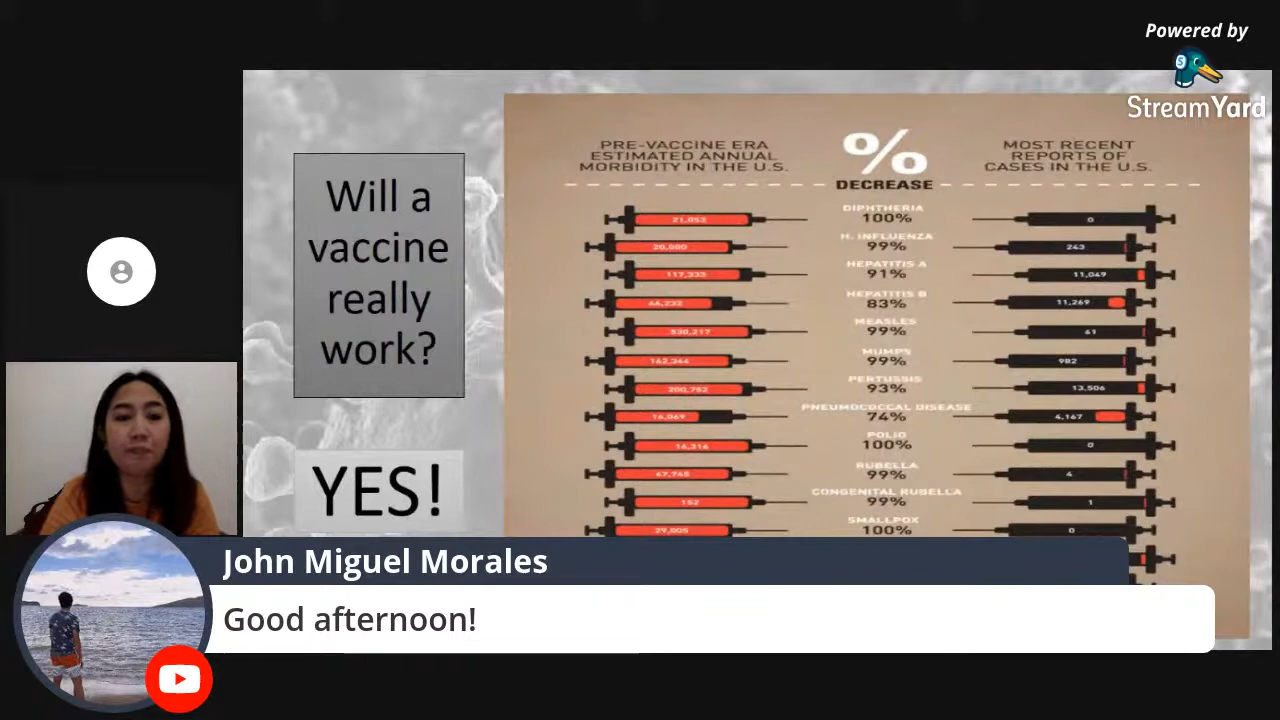 Powered by
StreamYard
Will a
vaccine
really
work?
YES!
PRE-VACCINE ERA
ESTIMATED ANNUAL
MORBIDITY IN THE U.S.
%
DECREASE
MOST RECENT
REPORTS OF
CASES IN THE U.S.
DIPHTHERIA
21,053 100% 0
H. INFLUENZA
20,000 99% 243
HEPATITIS A
117,333 91% 11,049
HEPATITIS B
66,232 83% 11,269
MEASLES
530,217 99% 61
MUMPS
162,344 99% 982
PERTUSSIS
200,752 93% 13,506
PNEUMOCOCCAL DISEASE
16,069 74% 4,167
POLIO
16,316 100% 0
RUBELLA
47,745 99% 4
CONGENITAL RUBELLA
152 99% 1
SMALLPOX
29,005 100% 0
John Miguel Morales
Good afternoon!